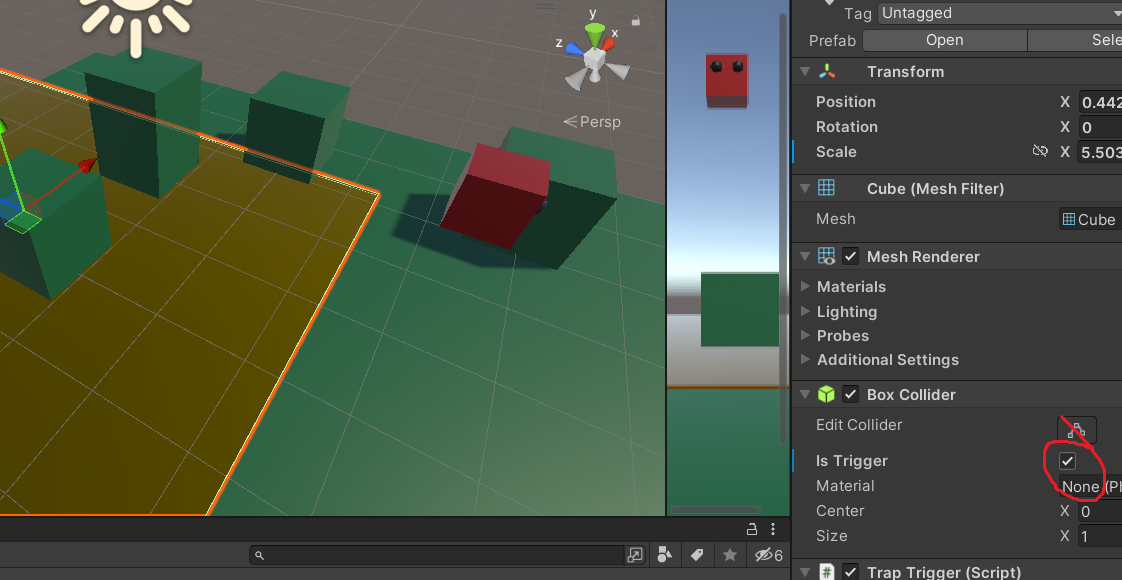 y
x
z
Persp
6
Tag Untagged
Prefab Open Sele
Transform
Position X 0.442
Rotation X 0
Scale X 5.503
Cube (Mesh Filter)
Mesh Cube
Mesh Renderer
Materials
Lighting
Probes
Additional Settings
Box Collider
Edit Collider
Is Trigger
Material None (Ph
Center X 0
Size X 1
# Trap Trigger (Script)